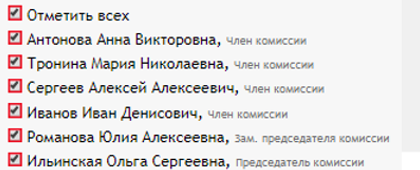 Отметить всех
Антонова Анна Викторовна, Член комиссии
Тронина Мария Николаевна, Член комиссии
Сергеев Алексей Алексеевич, Член комиссии
Иванов Иван Денисович, Член комиссии
Романова Юлия Алексеевна, Зам. председателя комиссии
Ильинская Ольга Сергеевна, Председатель комиссии